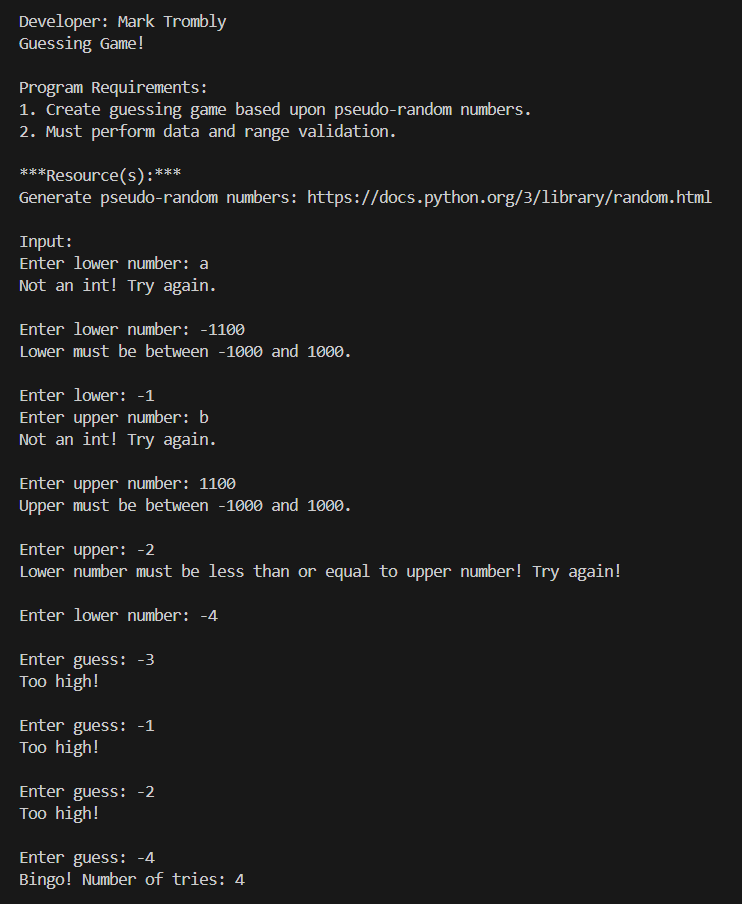 Developer: Mark Trombly
Guessing Game!
Program Requirements:
1. Create guessing game based upon pseudo-random numbers.
2. Must perform data and range validation.
***Resource(s):***
Generate pseudo-random numbers: https://docs.python.org/3/library/random.html
Input:
Enter lower number: a
Not an int! Try again.
Enter lower number: -1100
Lower must be between -1000 and 1000.
Enter lower: -1
Enter upper number: b
Not an int! Try again.
Enter upper number: 1100
Upper must be between -1000 and 1000.
Enter upper: -2
Lower number must be less than or equal to upper number! Try again!
Enter lower number: -4
Enter guess: -3
Too high!
Enter guess: -1
Too high!
Enter guess: -2
Too high!
Enter guess: -4
Bingo! Number of tries: 4